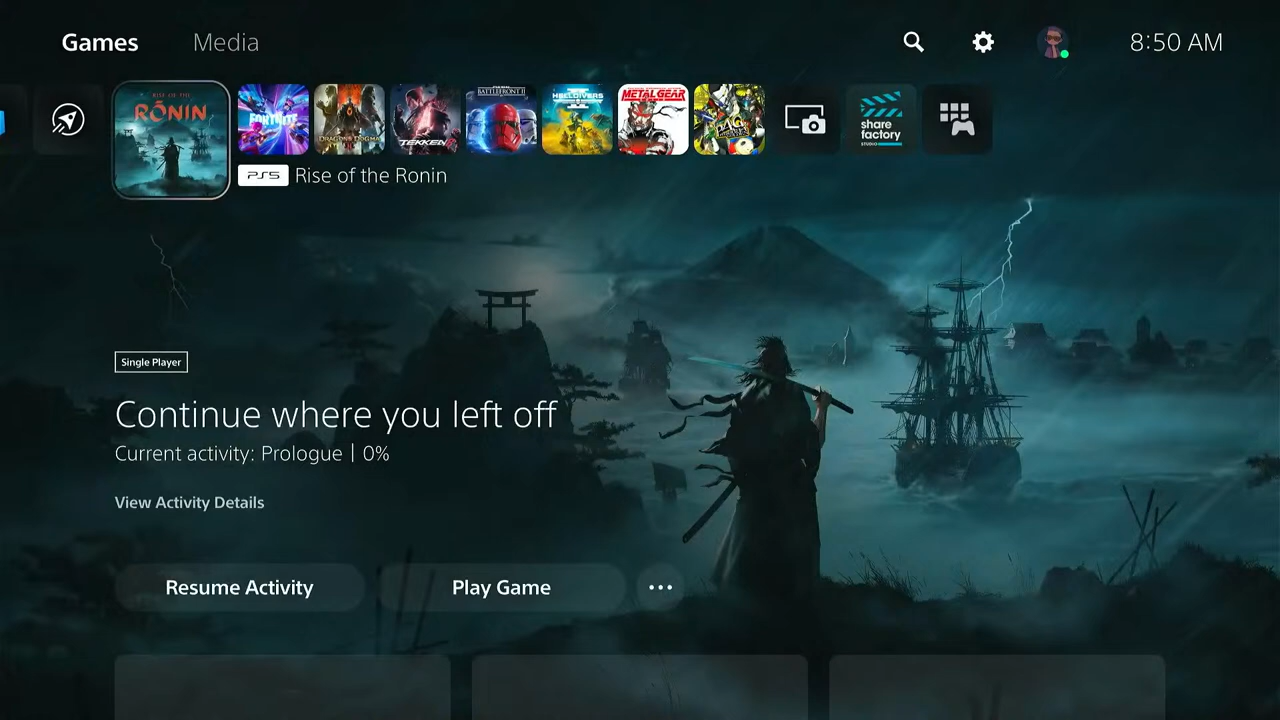 Games
Media
8:50 AM
RISE OF THE
RŌNIN
FORTNITE
DRAGON'S DOGMA
TEKKEN
BATTLEFRONT II
HELLDIVERS
METAL GEAR
share
factory
STUDIO
PS5
Rise of the Ronin
Single Player
Continue where you left off
Current activity: Prologue | 0%
View Activity Details
Resume Activity
Play Game